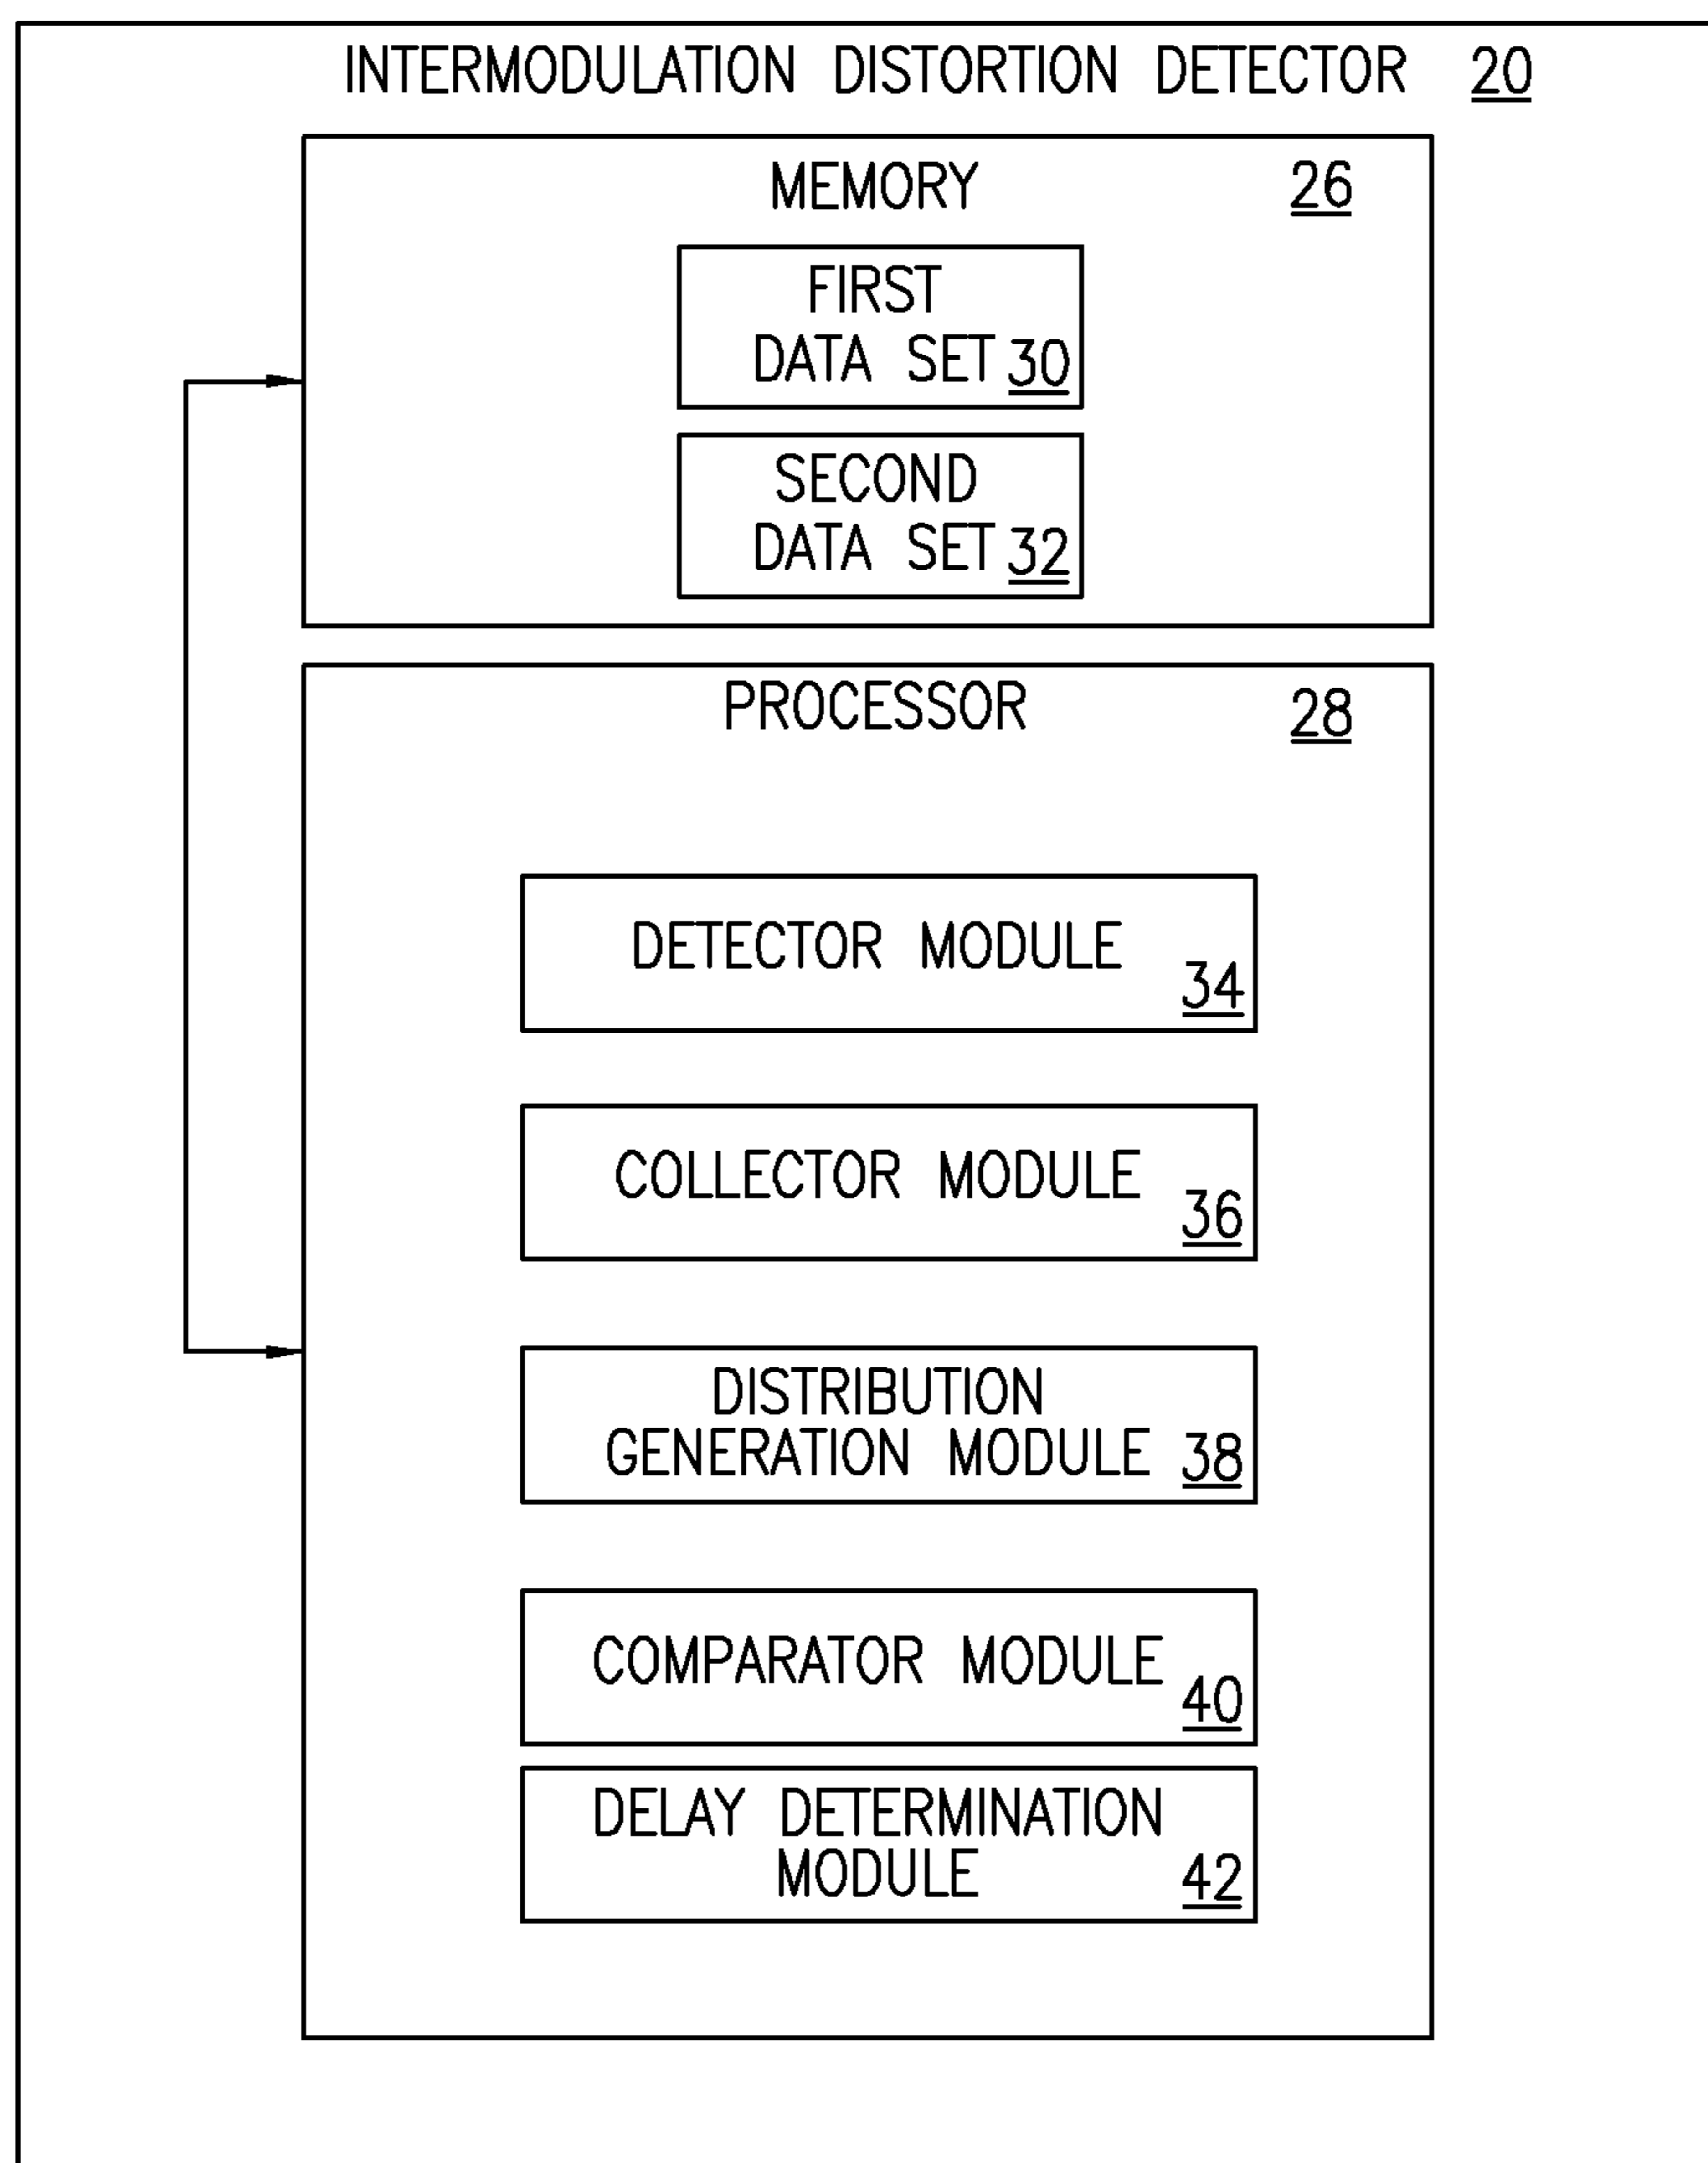 INTERMODULATION DISTORTION DETECTOR 20
MEMORY 26
FIRST
DATA SET 30
SECOND
DATA SET 32
PROCESSOR 28
DETECTOR MODULE
34
COLLECTOR MODULE
36
DISTRIBUTION
GENERATION MODULE 38
COMPARATOR MODULE
40
DELAY DETERMINATION
MODULE 42